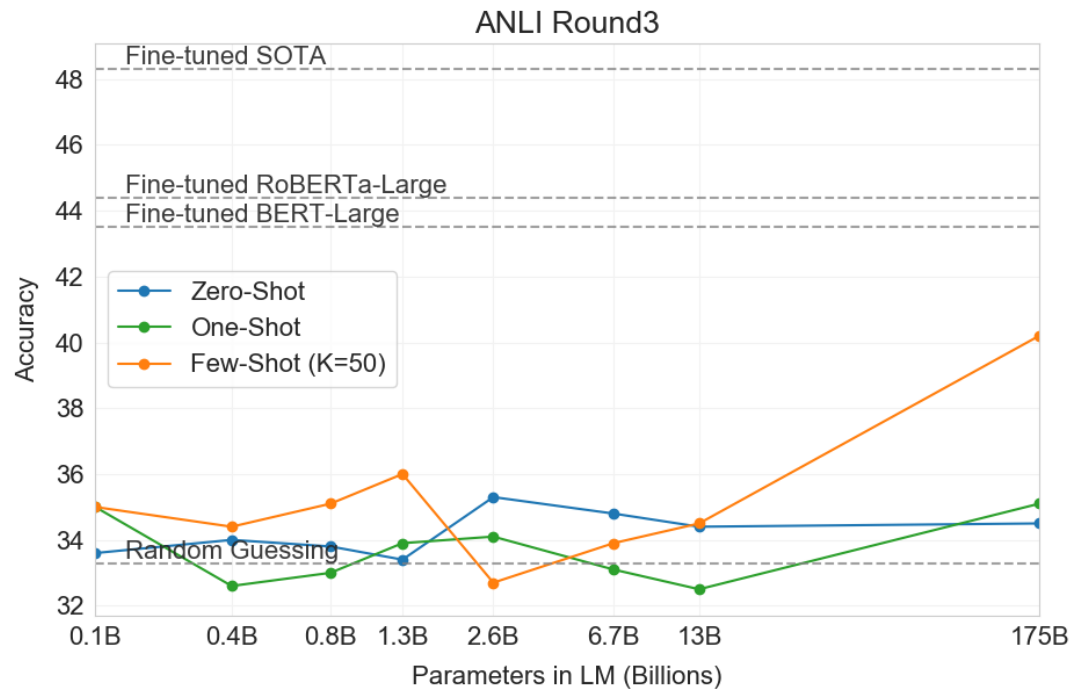 ANLI Round3
Fine-tuned SOTA
48
46
Fine-tuned RoBERTa-Large
44
Fine-tuned BERT-Large
42
Zero-Shot
One-Shot
Few-Shot (K=50)
Accuracy
40
38
36
34
Random Guessing
32
0.1B 0.4B 0.8B 1.3B 2.6B 6.7B 13B 175B
Parameters in LM (Billions)